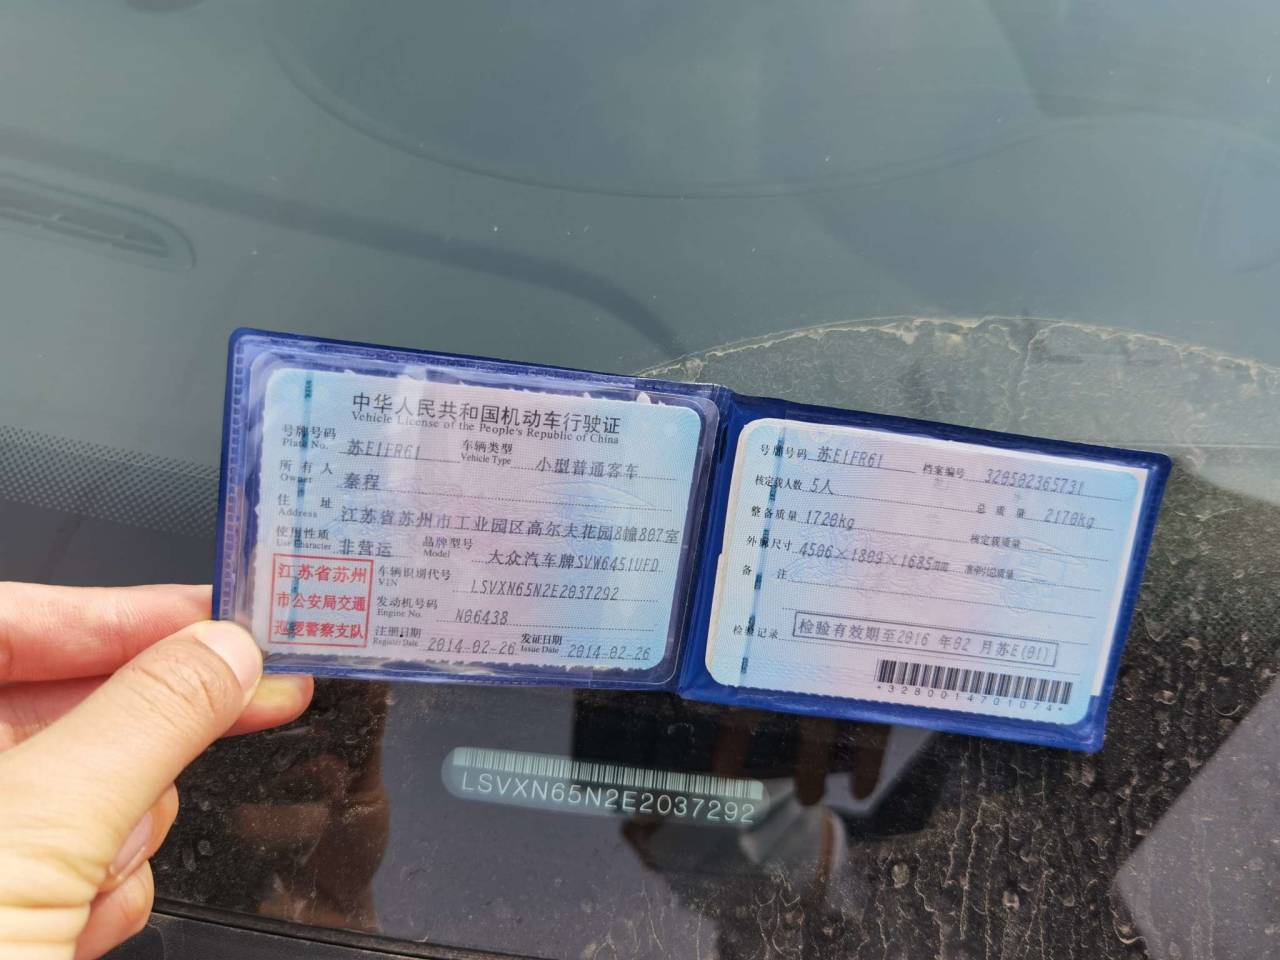 中华人民共和国机动车行驶证
Vehicle License of the People's Republic of China
号牌号码 苏E1FR61 车辆类型 小型普通客车
Plate No. Vehicle Type
所有人 秦程
Owner
住址 江苏省苏州市工业园区高尔夫花园8幢807室
Address
使用性质 非营运 品牌型号 大众汽车牌SVW6451UFD
Use Character Model
江苏省苏州
市公安局交通
巡逻警察支队
车辆识别代号 LSVXN65N2E2037292
VIN
发动机号码 N06438
Engine No.
注册日期 2014-02-26 发证日期 2014-02-26
Register Date Issue Date
号牌号码 苏E1FR61 档案编号 320502365731
核定载人数 5人 总质量 2170kg
整备质量 1720kg 核定载质量 --
外廓尺寸 4506×1809×1685mm 准牵引总质量 --
备注
检验记录 检验有效期至2016年02月苏E(01)
*3280014701074*
LSVXN65N2E2037292